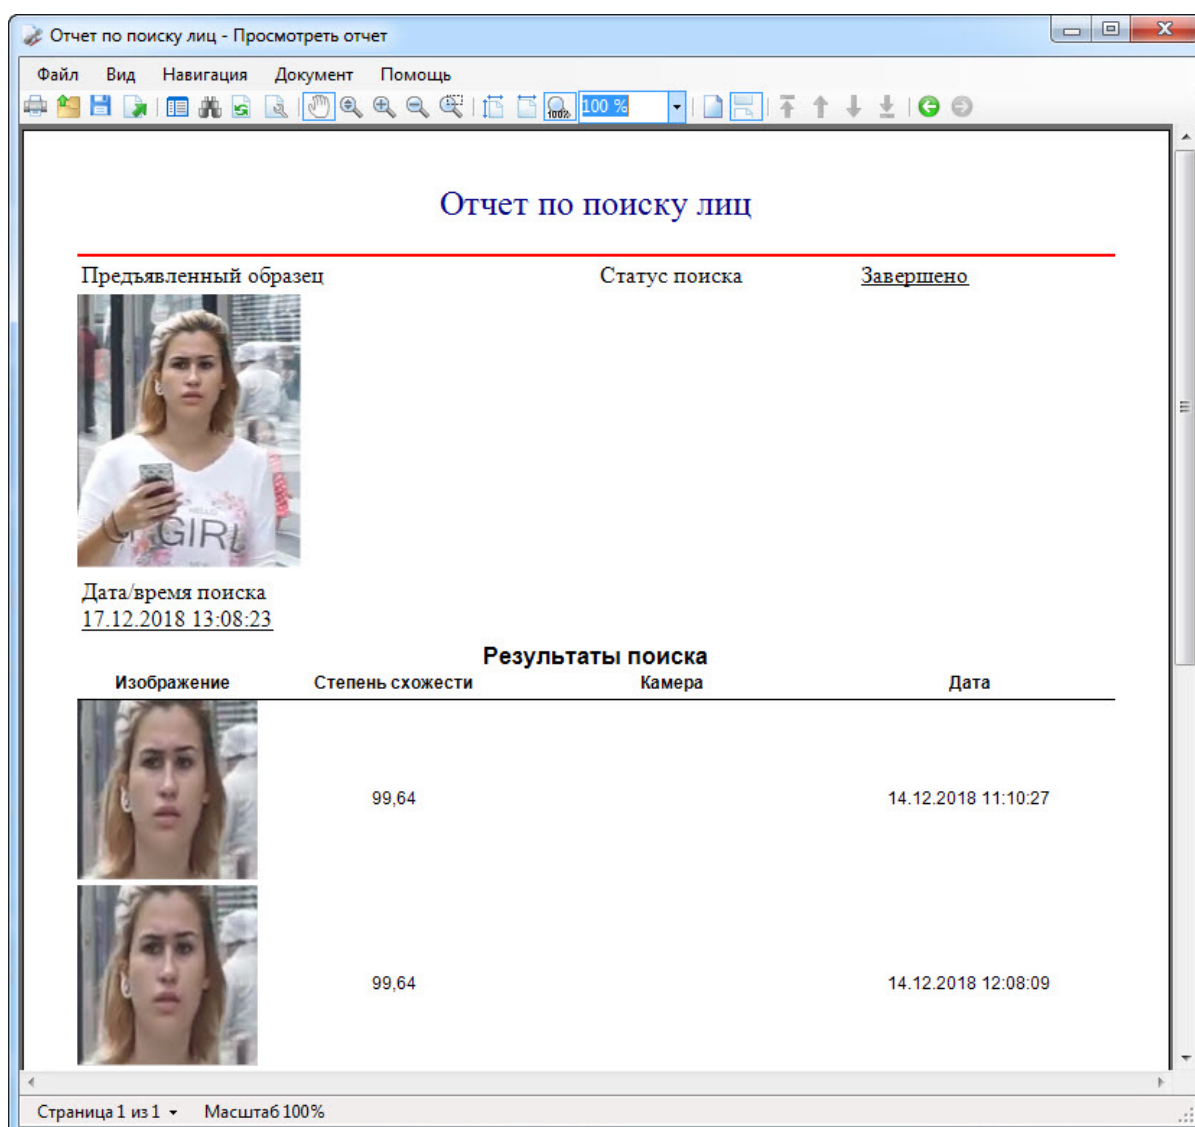 Отчет по поиску лиц - Просмотреть отчет
Файл Вид Навигация Документ Помощь
100% 100 %
Отчет по поиску лиц
Предъявленный образец Статус поиска Завершено
HELLO
GIRL
Дата/время поиска
17.12.2018 13:08:23
Результаты поиска
Изображение Степень схожести Камера Дата
99,64 14.12.2018 11:10:27
99,64 14.12.2018 12:08:09
Страница 1 из 1 Масштаб 100%